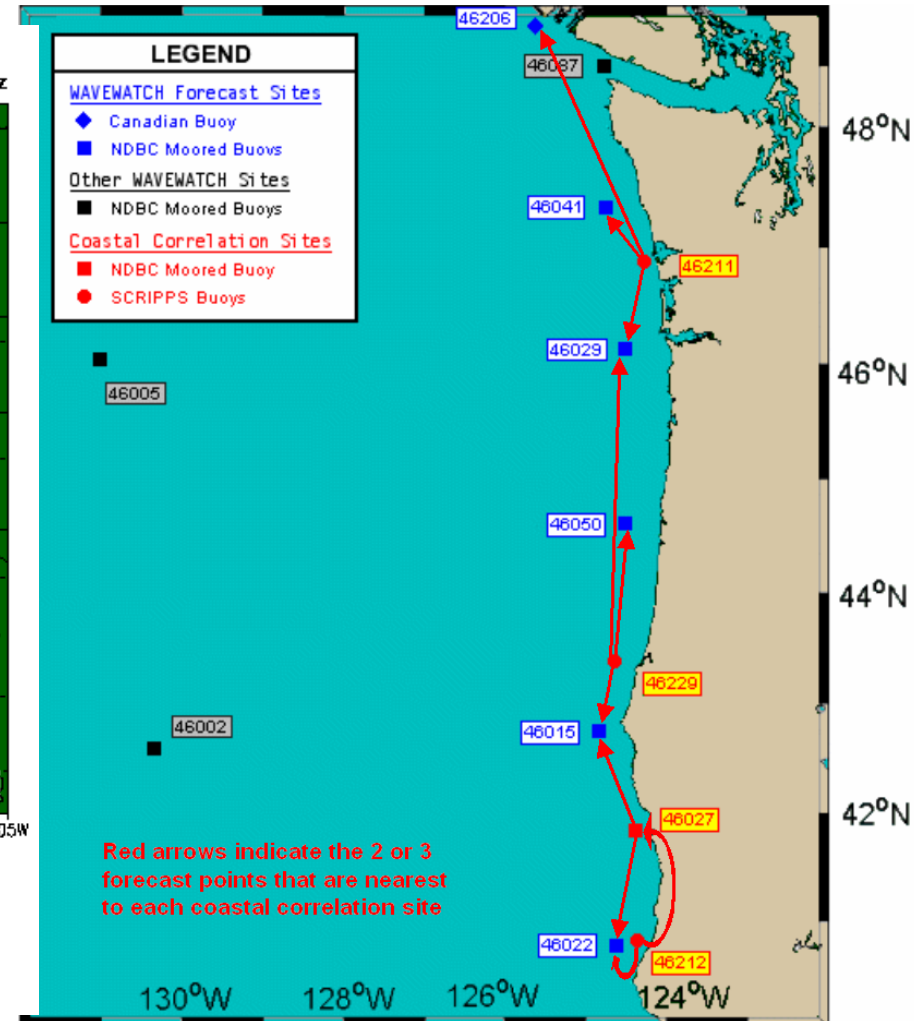 46206
LEGEND
46087
z
WAVEWATCH Forecast Sites
Canadian Buoy
48°N
NDBC Moored Buoys
Other WAVEWATCH Sites
NDBC Moored Buoys
46041
Coastal Correlation Sites
46211
NDBC Moored Buoy
SCRIPPS Buoys
46029
46°N
46005
46050
44°N
46229
46002
46015
42°N
46027
05W
Red arrows indicate the 2 or 3
forecast points that are nearest
to each coastal correlation site
46022
46212
130°W 128°W 126°W 124°W